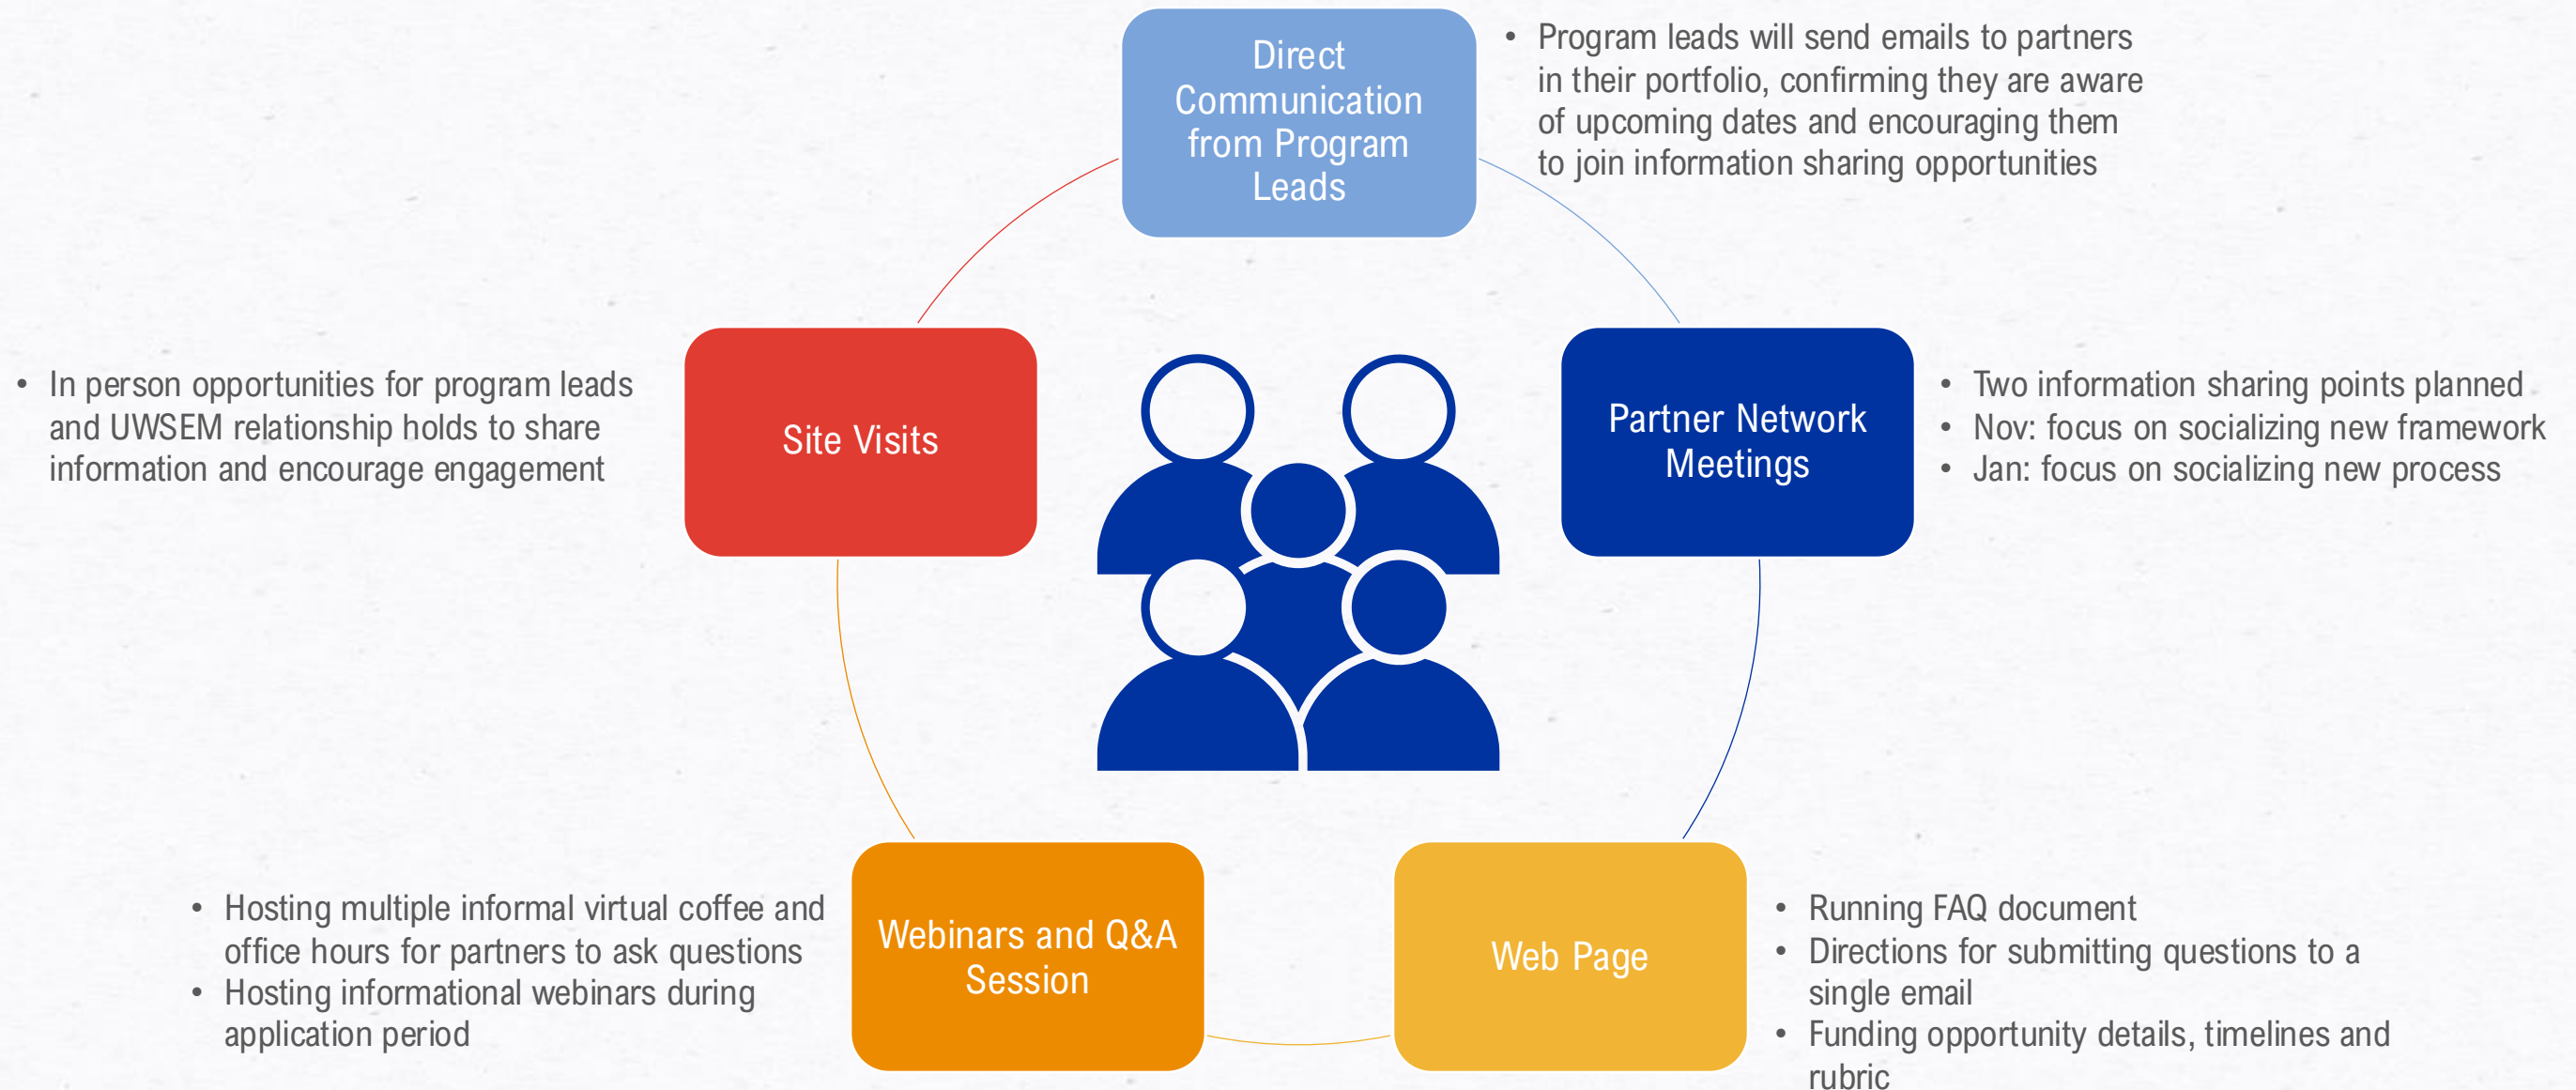 Direct
Communication
from Program
Leads
• Program leads will send emails to partners
in their portfolio, confirming they are aware
of upcoming dates and encouraging them
to join information sharing opportunities
Partner Network
Meetings
• Two information sharing points planned
• Nov: focus on socializing new framework
• Jan: focus on socializing new process
Web Page
• Running FAQ document
• Directions for submitting questions to a
single email
• Funding opportunity details, timelines and
rubric
Webinars and Q&A
Session
• Hosting multiple informal virtual coffee and
office hours for partners to ask questions
• Hosting informational webinars during
application period
Site Visits
• In person opportunities for program leads
and UWSEM relationship holds to share
information and encourage engagement